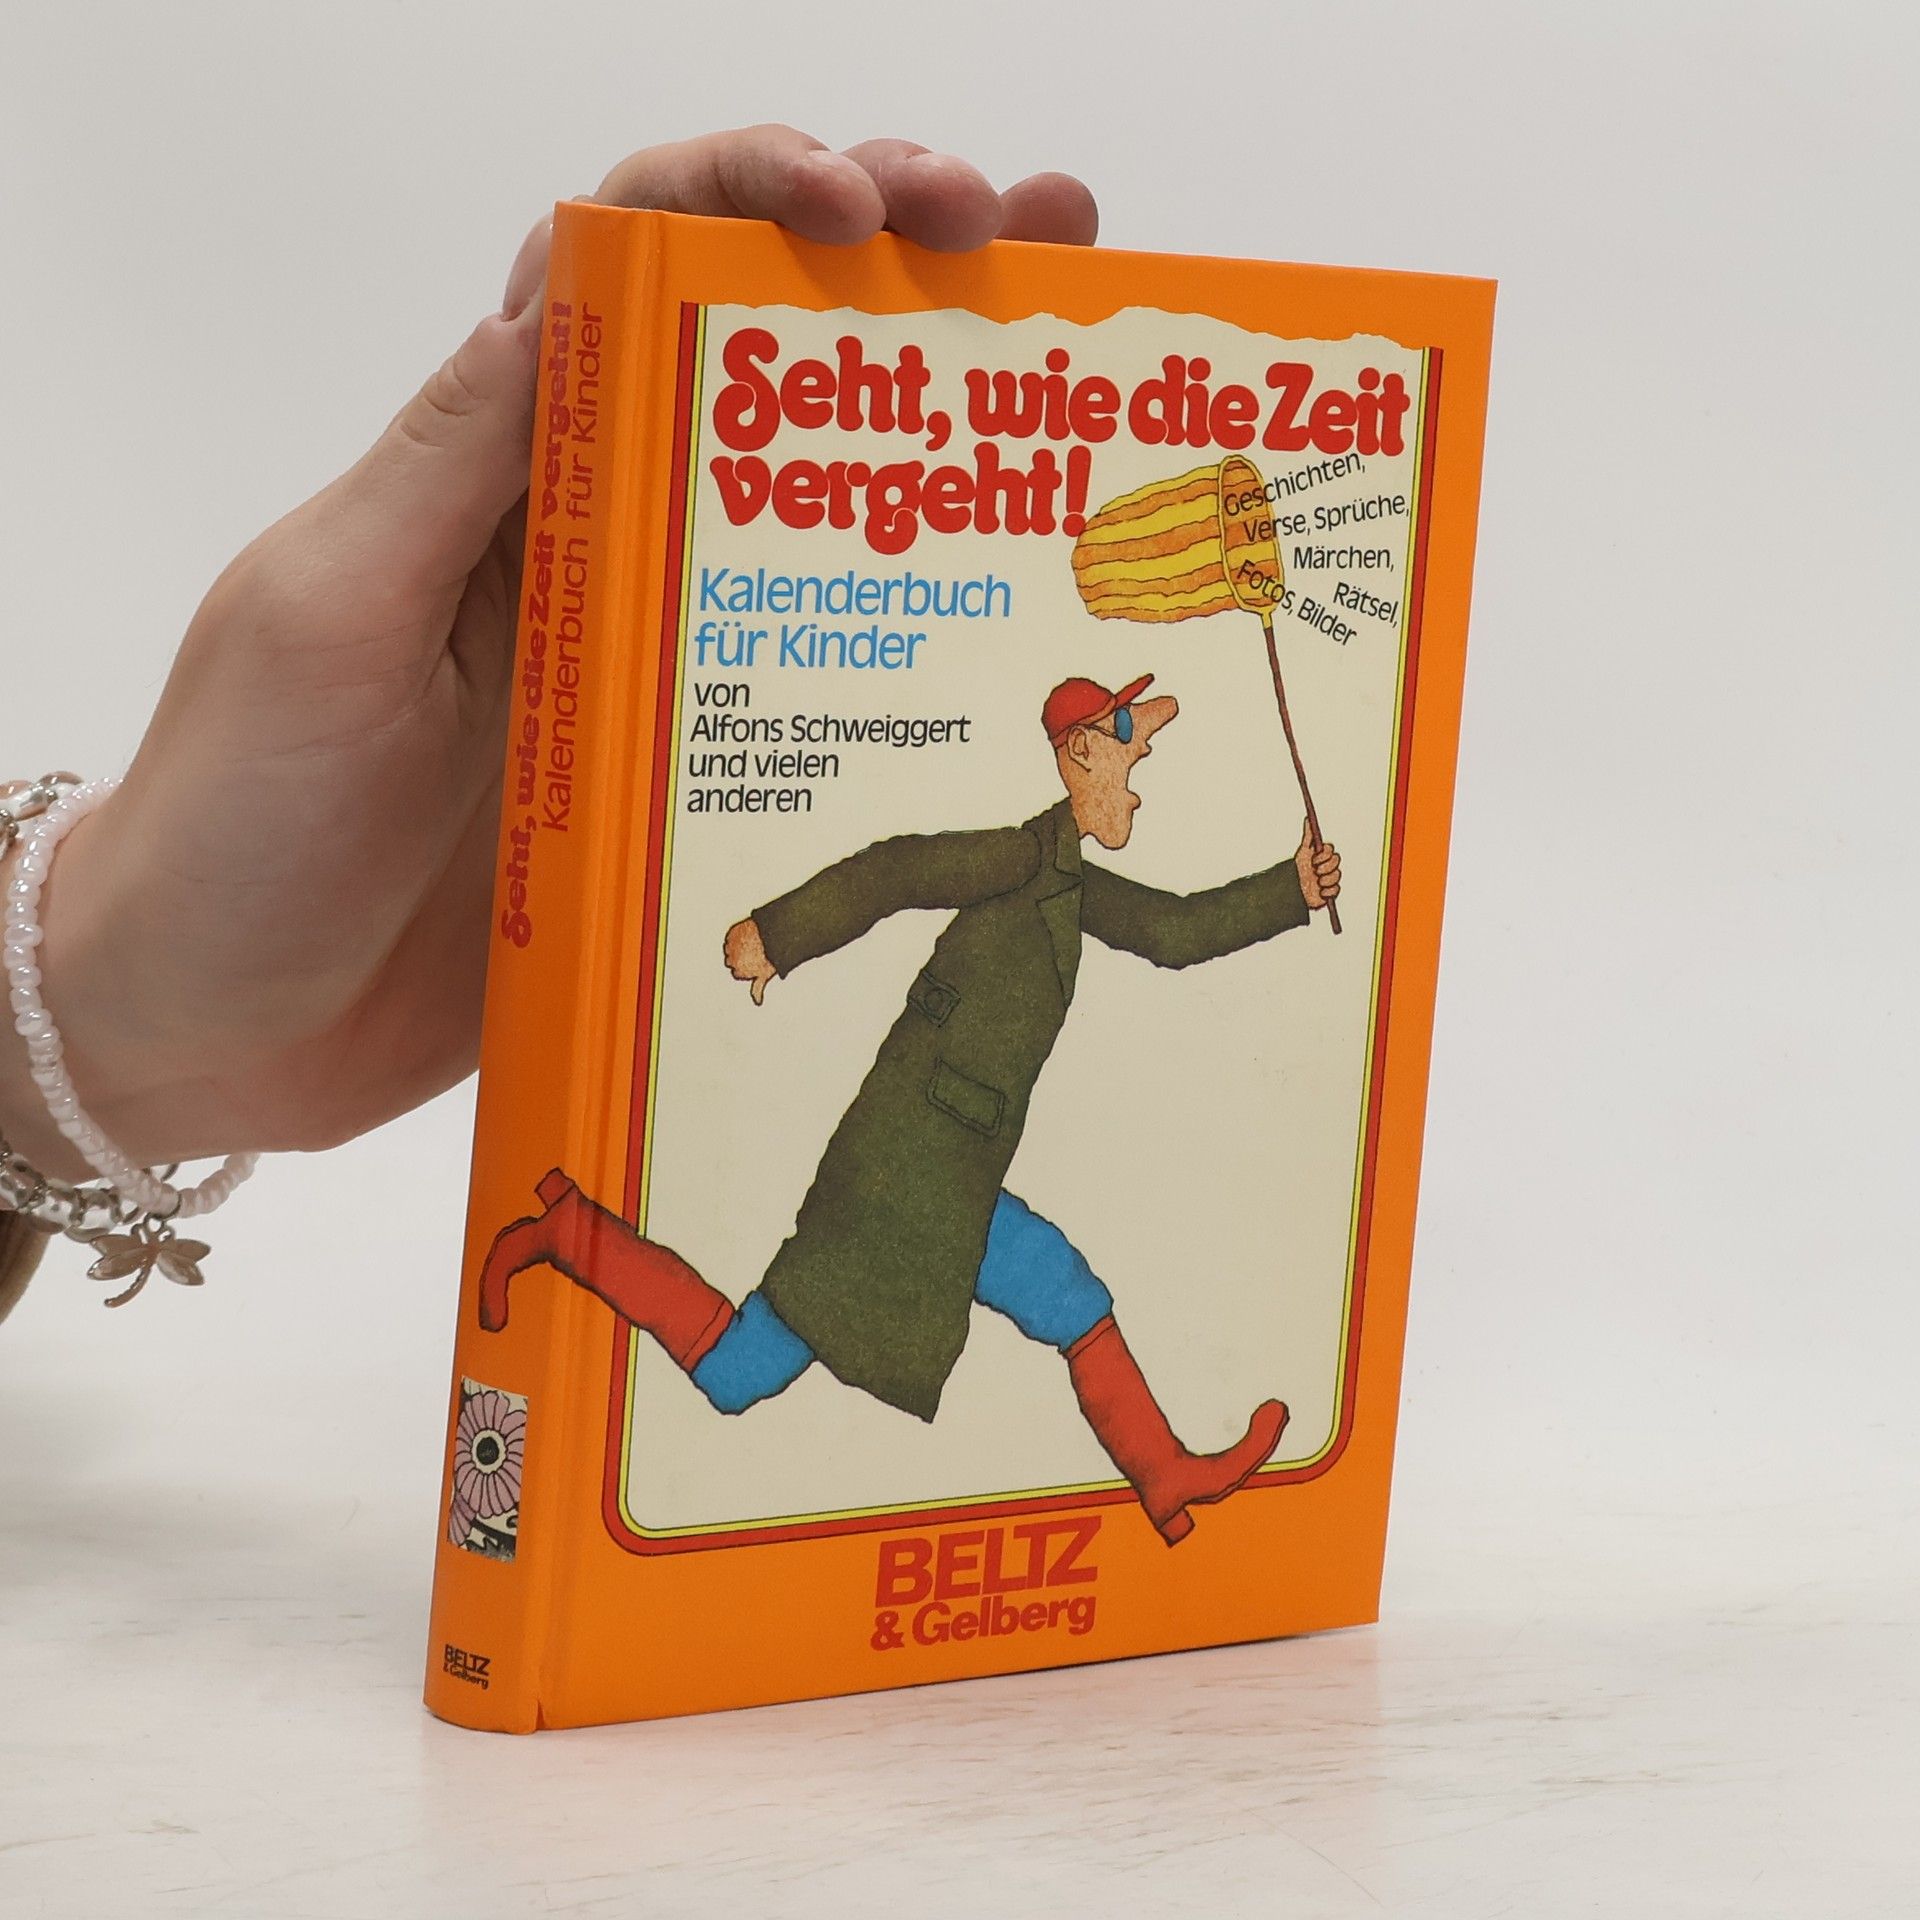 Seht, wie die Zeit
vergeht!
Geschichten,
Verse, Sprüche,
Märchen,
Rätsel,
Fotos, Bilder
Kalenderbuch
für Kinder
von
Alfons Schweiggert
und vielen
anderen
BELTZ
& Gelberg
Seht, wie die Zeit vergeht!
Kalenderbuch für Kinder
BELTZ
& Gelberg